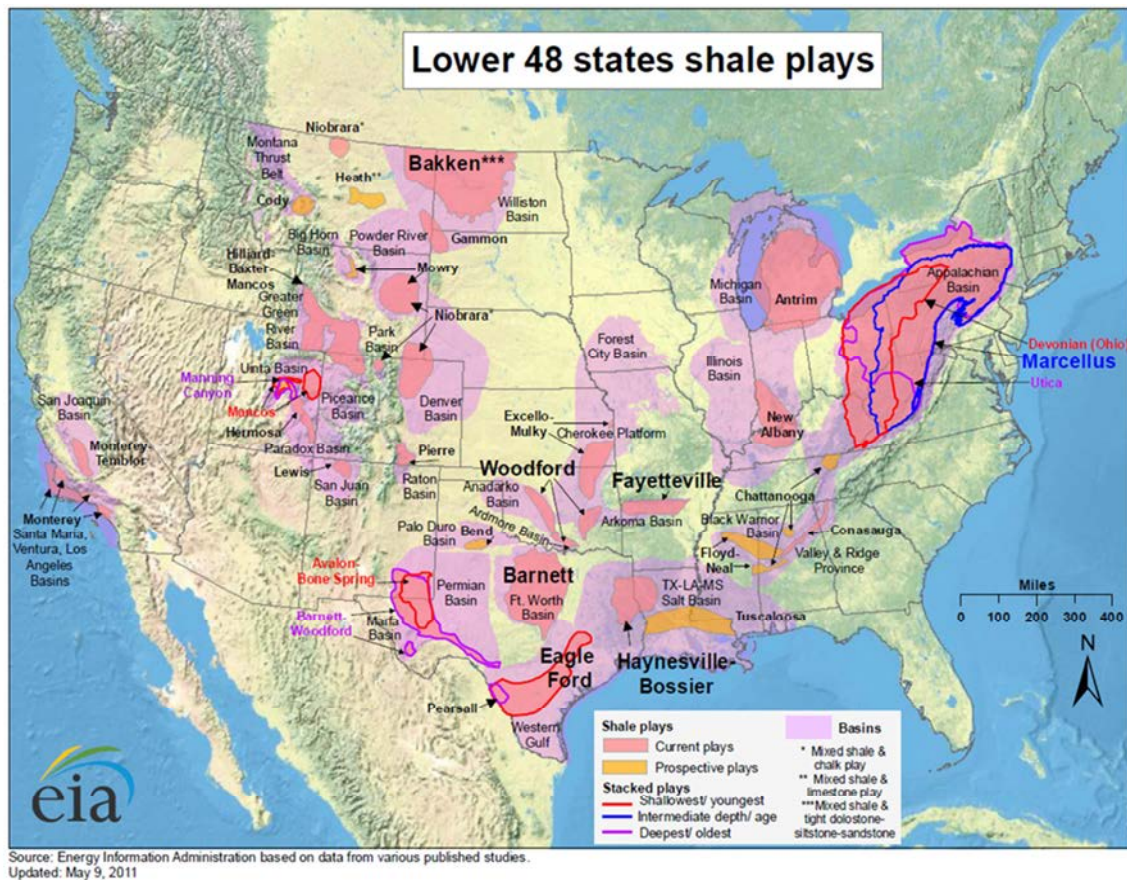 Lower 48 states shale plays
Niobrara*
Montana
Thrust
Belt
Bakken***
Heath**
Cody
Williston
Basin
Big Horn
Basin
Powder River
Basin
Gammon
Hilliard-
Baxter-
Mancos
Mowry
Greater
Green
River
Basin
Niobrara*
Park
Basin
Michigan
Basin
Antrim
Appalachian
Basin
Devonian (Ohio)
Marcellus
Utica
Forest
City Basin
Illinois
Basin
Uinta Basin
Manning
Canyon
Mancos
Piceance
Basin
Denver
Basin
San Joaquin
Basin
Hermosa
Excello-
Mulky
Cherokee Platform
New
Albany
Monterey-
Temblor
Paradox Basin
Pierre
Lewis
San Juan
Basin
Raton
Basin
Woodford
Anadarko
Basin
Fayetteville
Chattanooga
Monterey
Santa Maria,
Ventura, Los
Angeles
Basins
Palo Duro
Basin
Bend
Ardmore Basin
Arkoma Basin
Black Warrior
Basin
Conasauga
Floyd-
Neal
Valley & Ridge
Province
Avalon-
Bone Spring
Permian
Basin
Barnett
Ft. Worth
Basin
TX-LA-MS
Salt Basin
Tuscaloosa
Barnett-
Woodford
Marfa
Basin
Eagle
Ford
Haynesville-
Bossier
Pearsall
Western
Gulf
Miles
0 100 200 300 400
N
Shale plays
Current plays
Prospective plays
Stacked plays
Shallowest/ youngest
Intermediate depth/ age
Deepest/ oldest
Basins
* Mixed shale &
chalk play
** Mixed shale &
limestone play
***Mixed shale &
tight dolostone-
siltstone-sandstone
eia
Source: Energy Information Administration based on data from various published studies.
Updated: May 9, 2011